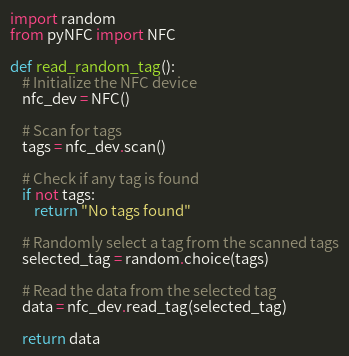 import random
from pyNFC import NFC

def read_random_tag():
    # Initialize the NFC device
    nfc_dev = NFC()

    # Scan for tags
    tags = nfc_dev.scan()

    # Check if any tag is found
    if not tags:
        return "No tags found"

    # Randomly select a tag from the scanned tags
    selected_tag = random.choice(tags)

    # Read the data from the selected tag
    data = nfc_dev.read_tag(selected_tag)

    return data